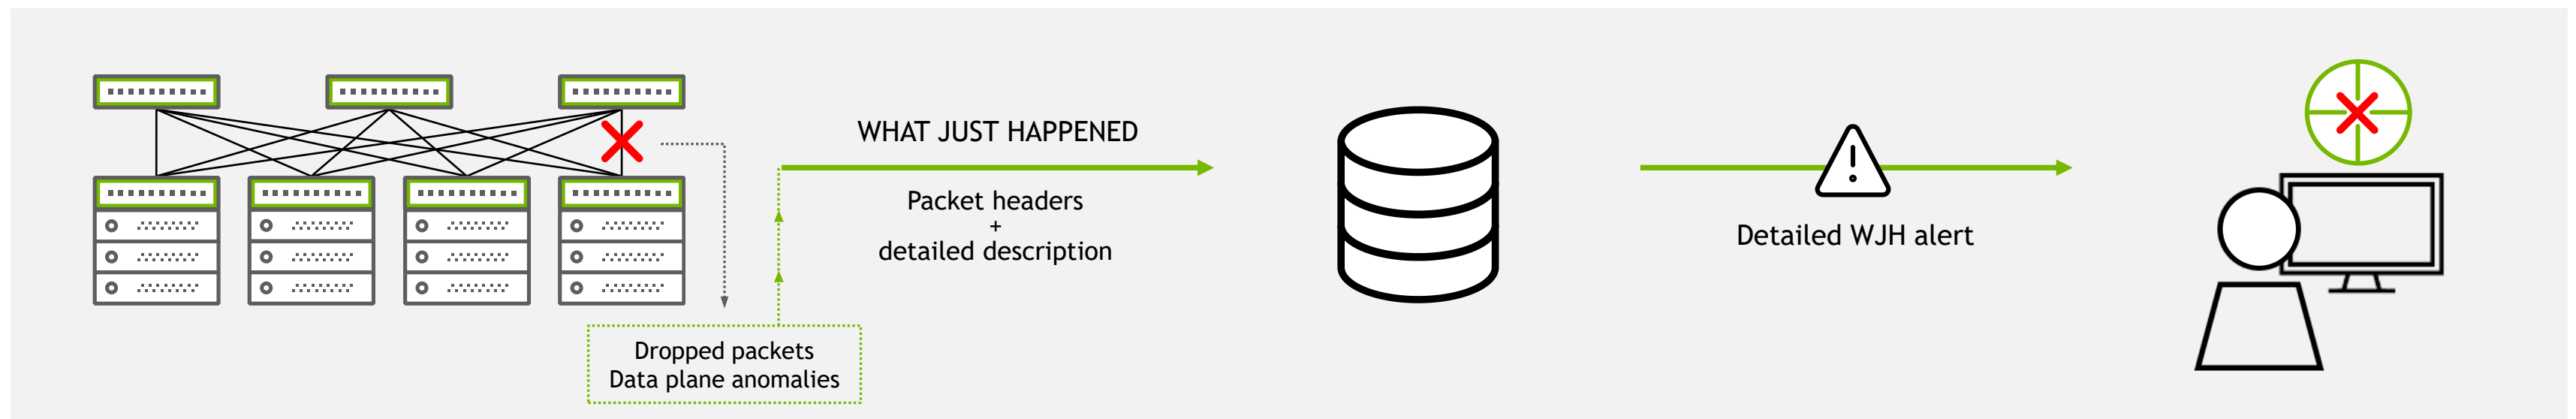 WHAT JUST HAPPENED
Packet headers
+
detailed description
Dropped packets
Data plane anomalies
Detailed WJH alert